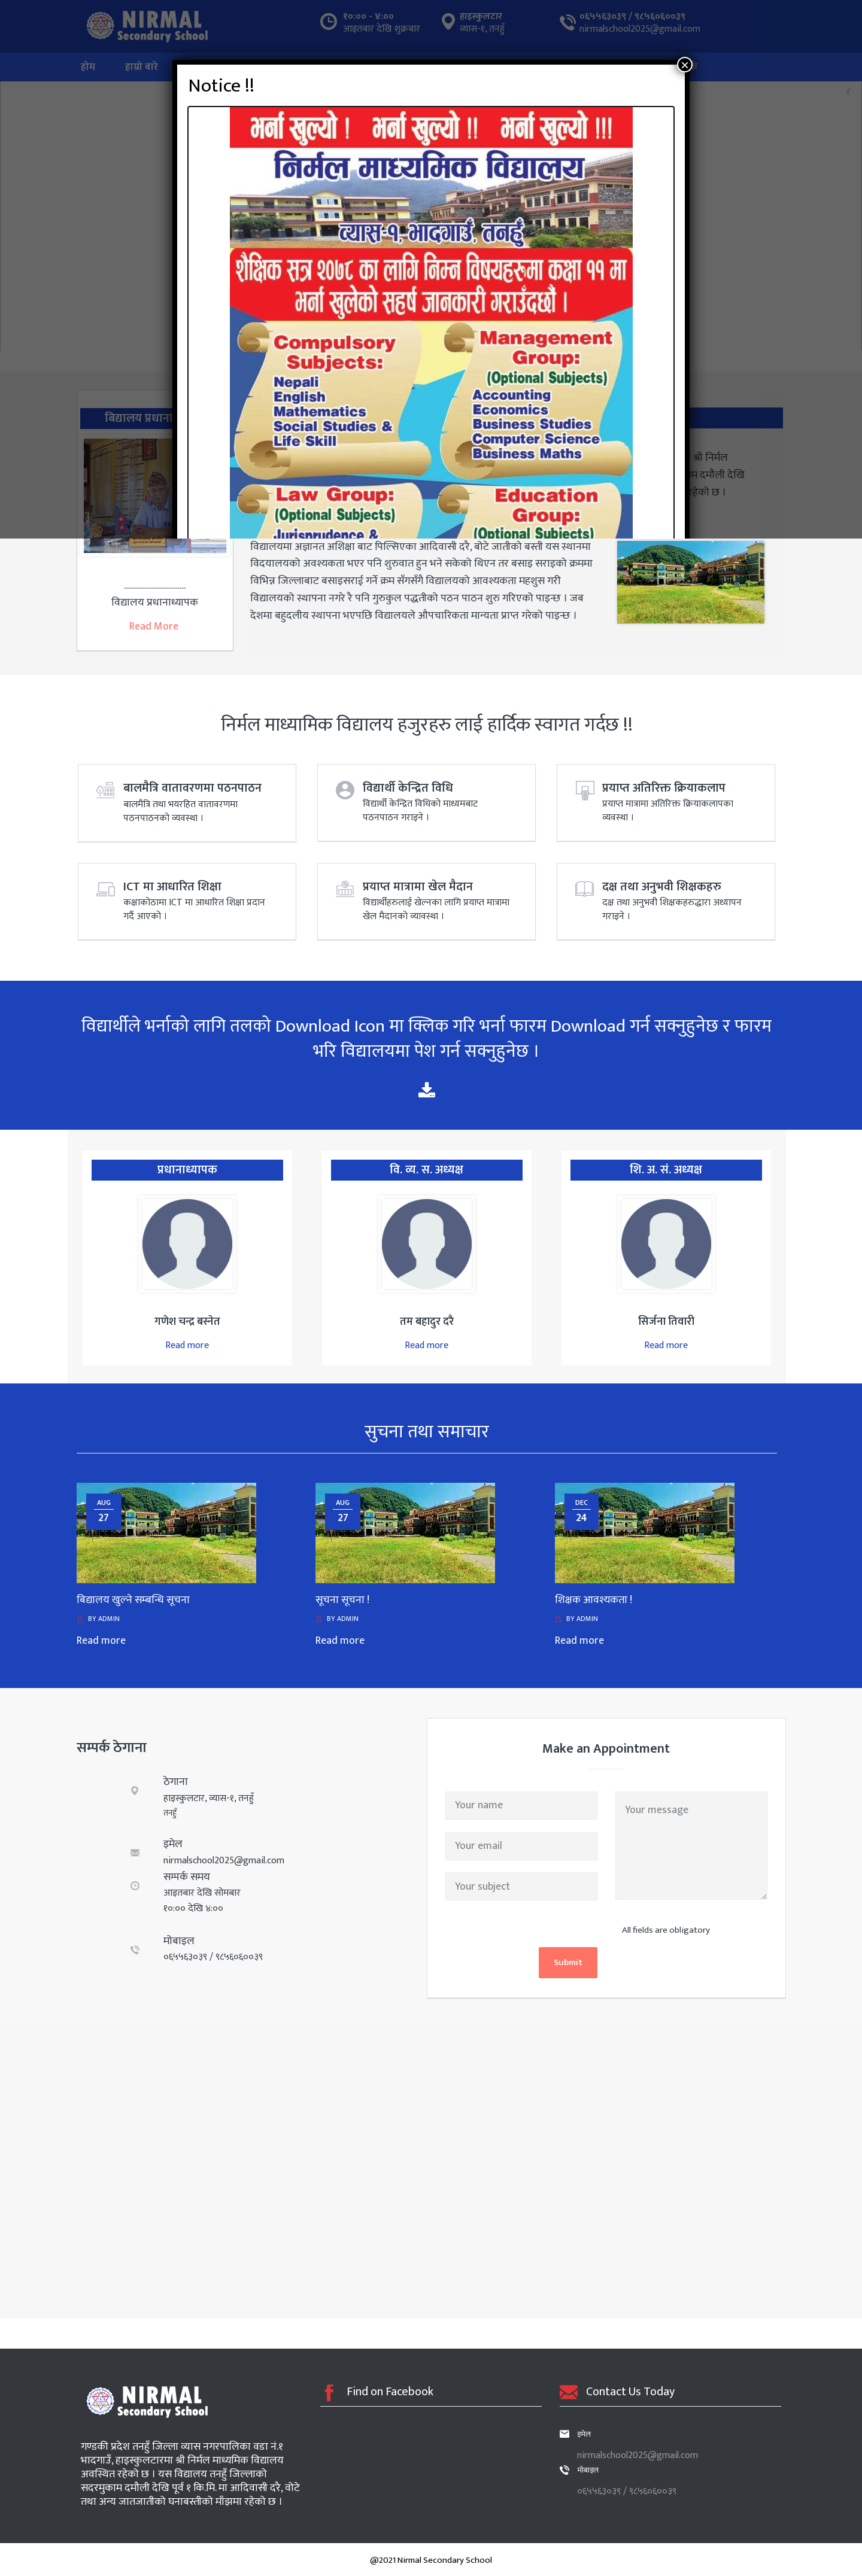 NIRMAL
Secondary School
१०:०० - ४:००
आइतबार देखि शुक्रबार
हाइस्कुलटार
व्यास-१, तनहुँ
०६५५६३०३९ / ९८५६०६००३९
nirmalschool2025@gmail.com
होम
हाम्रो बारे
Notice !!
भर्ना खुल्यो ! भर्ना खुल्यो !! भर्ना खुल्यो !!!
निर्मल माध्यमिक विद्यालय
व्यास-१, भादगाउँ, तनहुँ
शैक्षिक सत्र २०७८ का लागि निम्न विषयहरुमा कक्षा ११ मा
भर्ना खुलेको सहर्ष जानकारी गराउँदछौं ।
Compulsory
Subjects:
Nepali
English
Mathematics
Social Studies &
Life Skill
Management
Group:
(Optional Subjects)
Accounting
Economics
Business Studies
Computer Science
Business Maths
Law Group:
(Optional Subjects)
Jurisprudence &
Education
Group:
(Optional Subjects)
बिद्यालय प्रधाना
श्री निर्मल
म दमौली देखि
रहेको छ ।
विद्यालयमा अज्ञानत अशिक्षा बाट पिल्सिएका आदिवासी दरै, बोटे जातीको बस्ती यस स्थानमा
विदयालयको अवश्यकता भएर पनि शुरुवात हुन भने सकेको थिएन तर बसाइ सराइको क्रममा
विभिन्न जिल्लाबाट बसाइसराई गर्ने क्रम सँगसँगै विद्यालयको आवश्यकता महशुस गरी
विद्यालयको स्थापना नगरे रै पनि गुरुकुल पद्धतीको पठन पाठन शुरु गरिएको पाइन्छ । जब
देशमा बहुदलीय स्थापना भएपछि विद्यालयले औपचारिकता मान्यता प्राप्त गरेको पाइन्छ ।
विद्यालय प्रधानाध्यापक
Read More
निर्मल माध्यामिक विद्यालय हजुरहरु लाई हार्दिक स्वागत गर्दछ !!
बालमैत्रि वातावरणमा पठनपाठन
बालमैत्रि तथा भयरहित वातावरणमा
पठनपाठनको व्यवस्था ।
विद्यार्थी केन्द्रित विधि
विद्यार्थी केन्द्रित विधिको माध्यमबाट
पठनपाठन गराइने ।
प्रयाप्त अतिरिक्त क्रियाकलाप
प्रयाप्त मात्रामा अतिरिक्त क्रियाकलापका
व्यवस्था ।
ICT मा आधारित शिक्षा
कक्षाकोठामा ICT मा आधारित शिक्षा प्रदान
गर्दै आएको ।
प्रयाप्त मात्रामा खेल मैदान
विद्यार्थीहरुलाई खेल्नका लागि प्रयाप्त मात्रामा
खेल मैदानको व्यावस्था ।
दक्ष तथा अनुभवी शिक्षकहरु
दक्ष तथा अनुभवी शिक्षकहरुद्धारा अध्यापन
गराइने ।
विद्यार्थीले भर्नाको लागि तलको Download Icon मा क्लिक गरि भर्ना फारम Download गर्न सक्नुहुनेछ र फारम
भरि विद्यालयमा पेश गर्न सक्नुहुनेछ ।
प्रधानाध्यापक
वि. व्य. स. अध्यक्ष
शि. अ. सं. अध्यक्ष
गणेश चन्द्र बस्नेत
तम बहादुर दरै
सिर्जना तिवारी
Read more
Read more
Read more
सुचना तथा समाचार
AUG
27
AUG
27
DEC
24
बिद्यालय खुल्ने सम्बन्धि सूचना
सूचना सूचना !
शिक्षक आवश्यकता !
BY ADMIN
BY ADMIN
BY ADMIN
Read more
Read more
Read more
सम्पर्क ठेगाना
ठेगाना
हाइस्कुलटार, व्यास-१, तनहुँ
तनहुँ
इमेल
nirmalschool2025@gmail.com
सम्पर्क समय
आइतबार देखि सोमबार
१०:०० देखि ४:००
मोबाइल
०६५५६३०३९ / ९८५६०६००३९
Make an Appointment
Your name
Your email
Your subject
Your message
All fields are obligatory
Submit
NIRMAL
Secondary School
गण्डकी प्रदेश तनहुँ जिल्ला व्यास नगरपालिका वडा नं.१
भादगाउँ, हाइस्कुलटारमा श्री निर्मल माध्यमिक विद्यालय
अवस्थित रहेको छ । यस विद्यालय तनहुँ जिल्लाको
सदरमुकाम दमौली देखि पूर्व १ कि.मि. मा आदिवासी दरै, वोटे
तथा अन्य जातजातीको घनाबस्तीको माँझमा रहेको छ ।
Find on Facebook
Contact Us Today
इमेल
nirmalschool2025@gmail.com
मोबाइल
०६५५६३०३९ / ९८५६०६००३९
@2021 Nirmal Secondary School